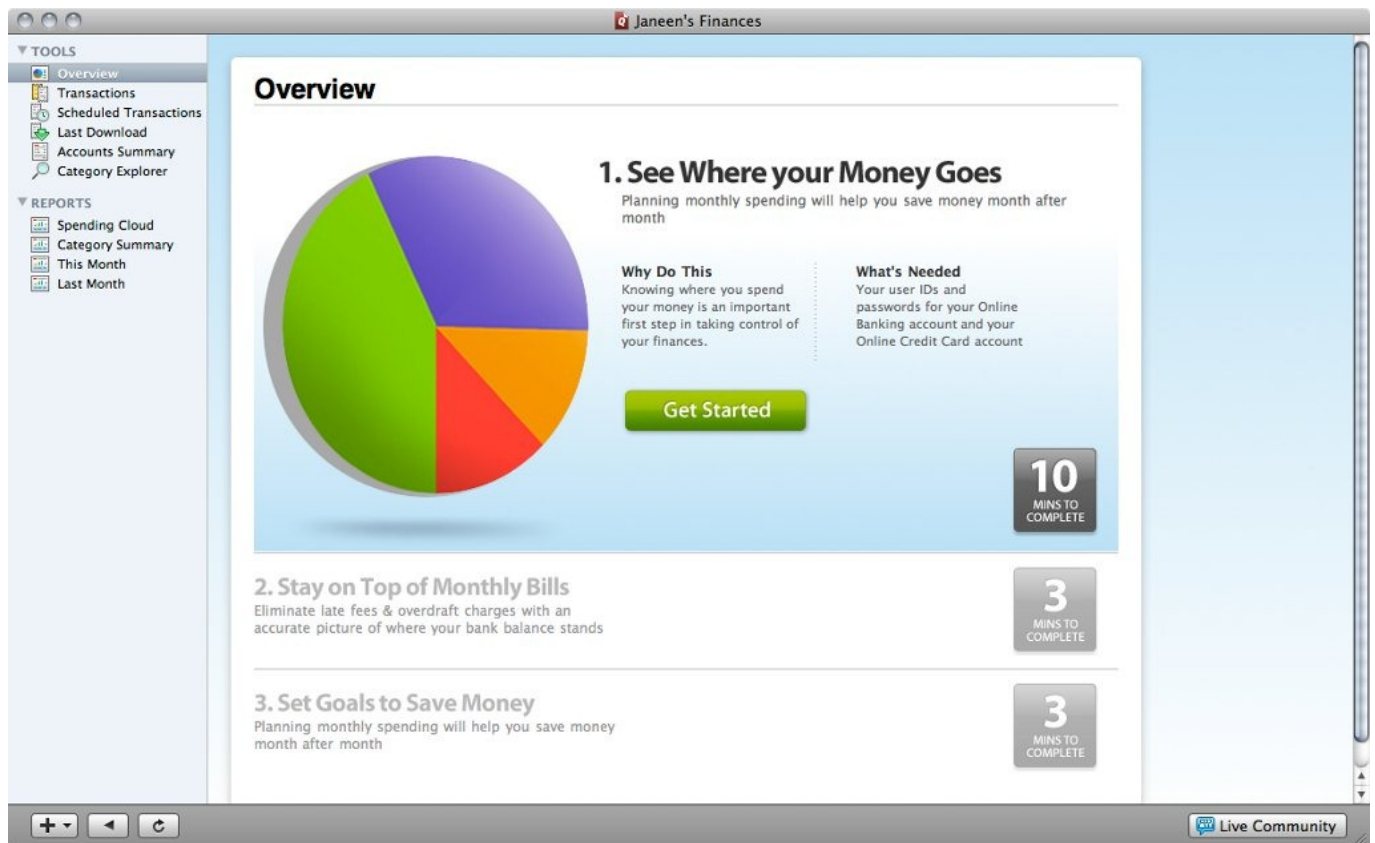 Janeen's Finances
TOOLS
Overview
Transactions
Scheduled Transactions
Last Download
Accounts Summary
Category Explorer
REPORTS
Spending Cloud
Category Summary
This Month
Last Month
Overview
1. See Where your Money Goes
Planning monthly spending will help you save money month after
month
Why Do This
Knowing where you spend
your money is an important
first step in taking control of
your finances.
What's Needed
Your user IDs and
passwords for your Online
Banking account and your
Online Credit Card account
Get Started
10
MINS TO
COMPLETE
2. Stay on Top of Monthly Bills
Eliminate late fees & overdraft charges with an
accurate picture of where your bank balance stands
3
MINS TO
COMPLETE
3. Set Goals to Save Money
Planning monthly spending will help you save money
month after month
3
MINS TO
COMPLETE
Live Community